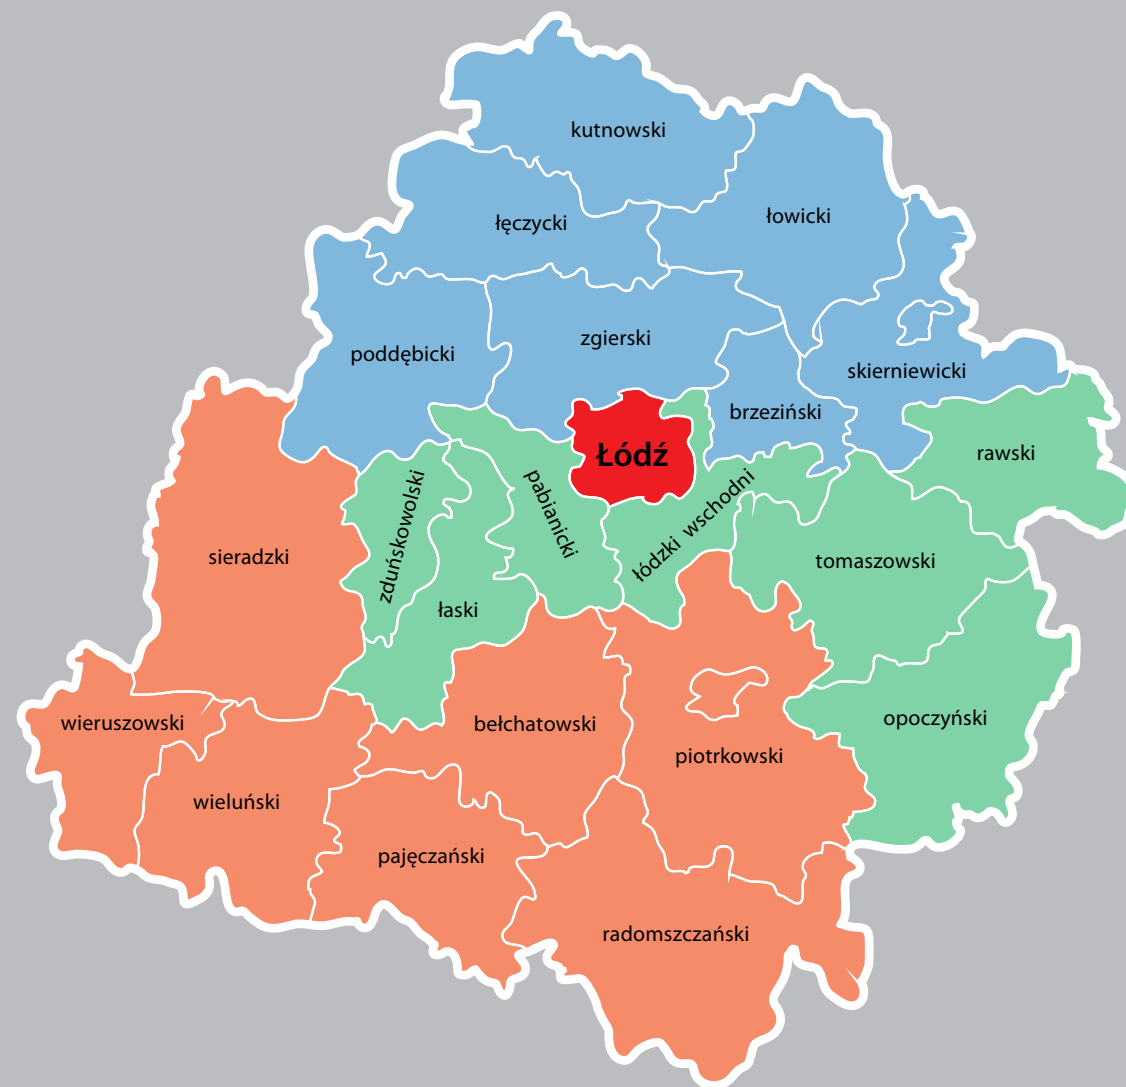 kutnowski
łęczycki
łowicki
zgierski
poddębicki
skierniewicki
brzeziński
rawski
Łódź
zduńskowolski
pabianicki
łódzki wschodni
sieradzki
tomaszowski
łaski
wieruszowski
bełchatowski
opoczyński
piotrkowski
wieluński
pajęczański
radomszczański